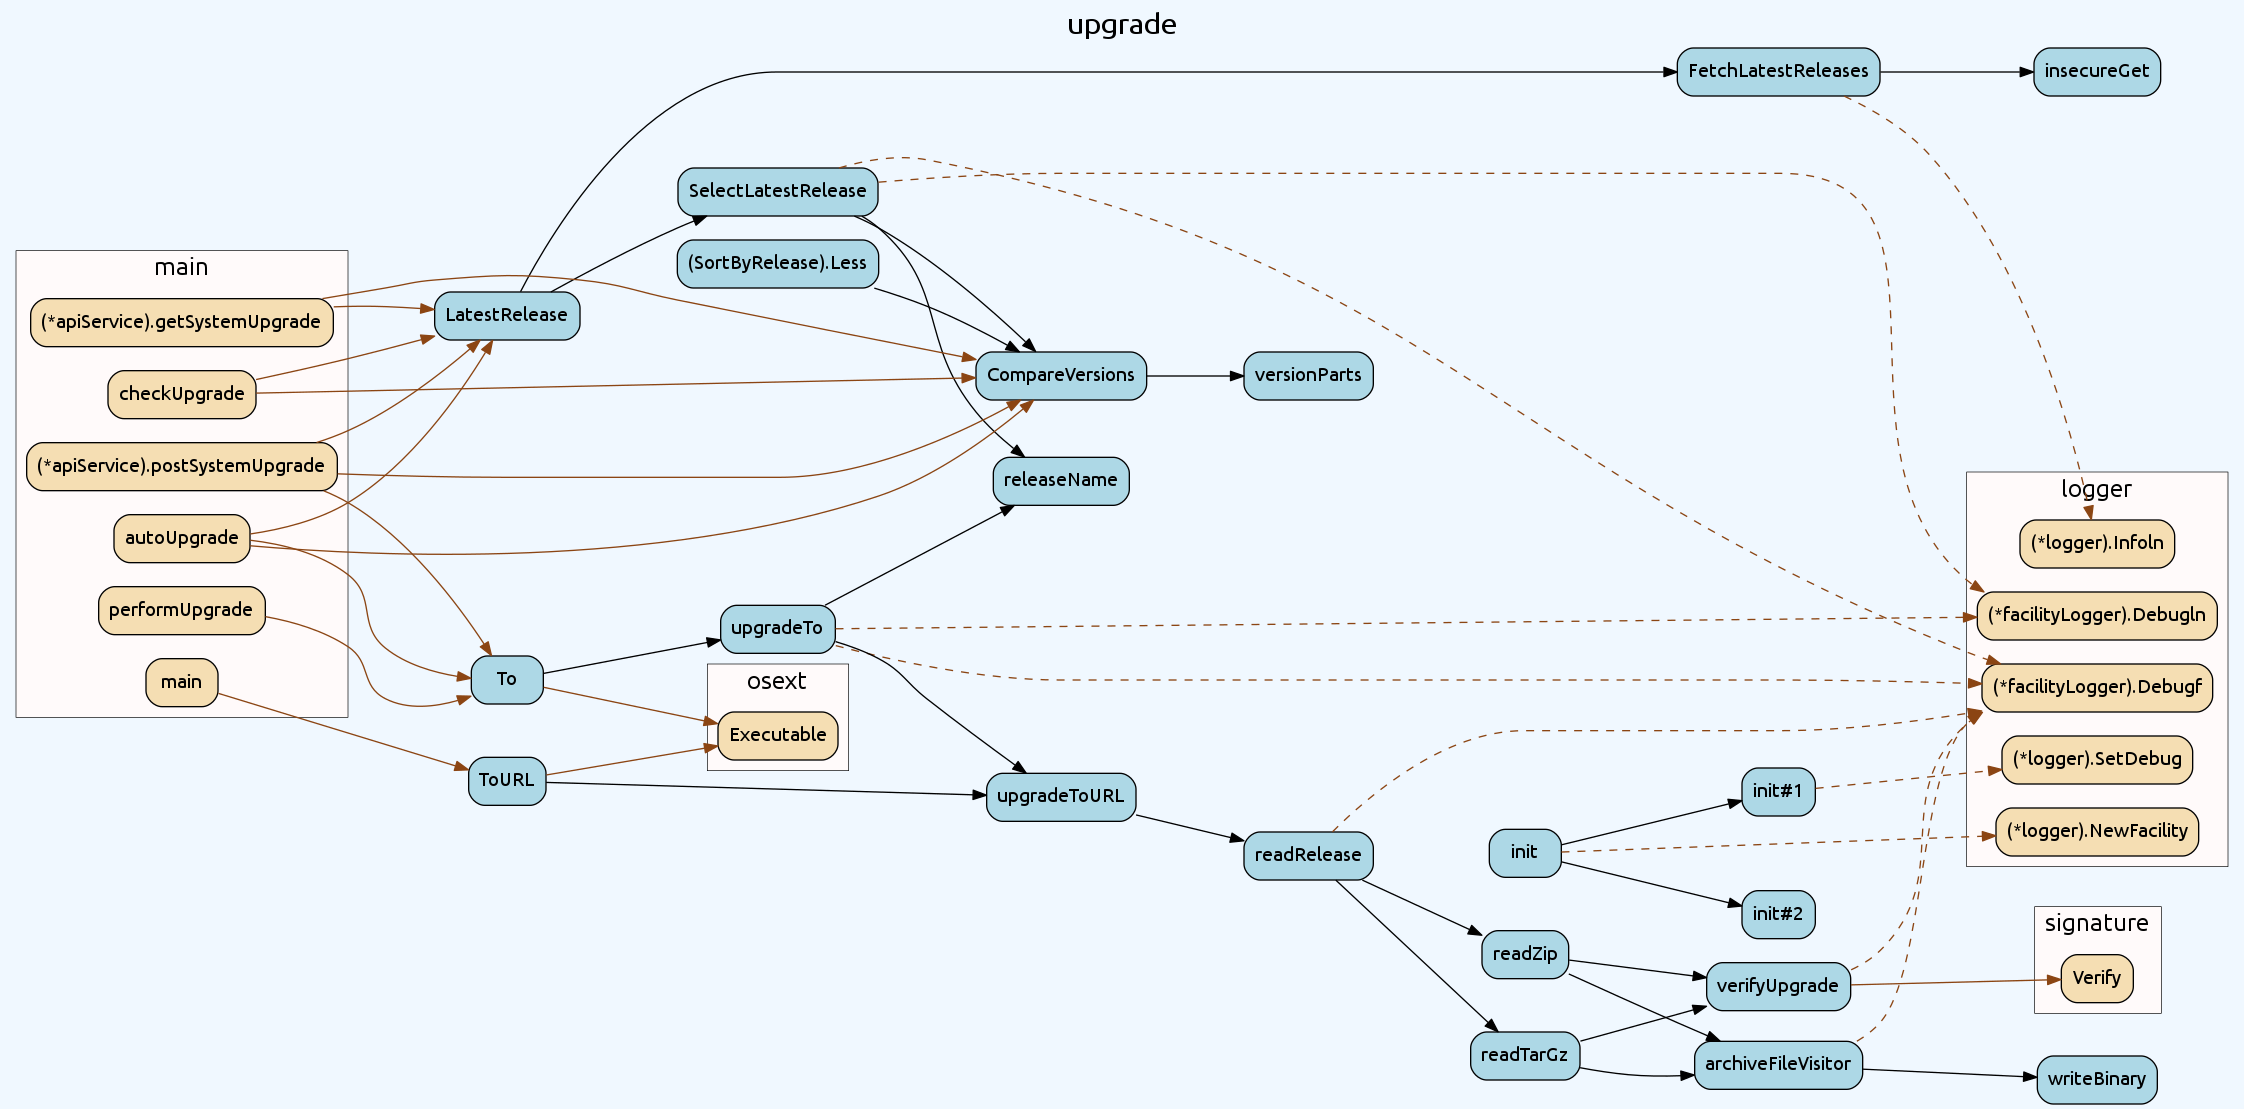 upgrade
FetchLatestReleases
insecureGet
SelectLatestRelease
(SortByRelease).Less
main
(*apiService).getSystemUpgrade
LatestRelease
checkUpgrade
CompareVersions
versionParts
(*apiService).postSystemUpgrade
releaseName
autoUpgrade
performUpgrade
main
To
upgradeTo
osext
Executable
ToURL
upgradeToURL
readRelease
logger
(*logger).Infoln
(*facilityLogger).Debugln
(*facilityLogger).Debugf
(*logger).SetDebug
(*logger).NewFacility
init
init#1
init#2
readZip
readTarGz
verifyUpgrade
archiveFileVisitor
signature
Verify
writeBinary